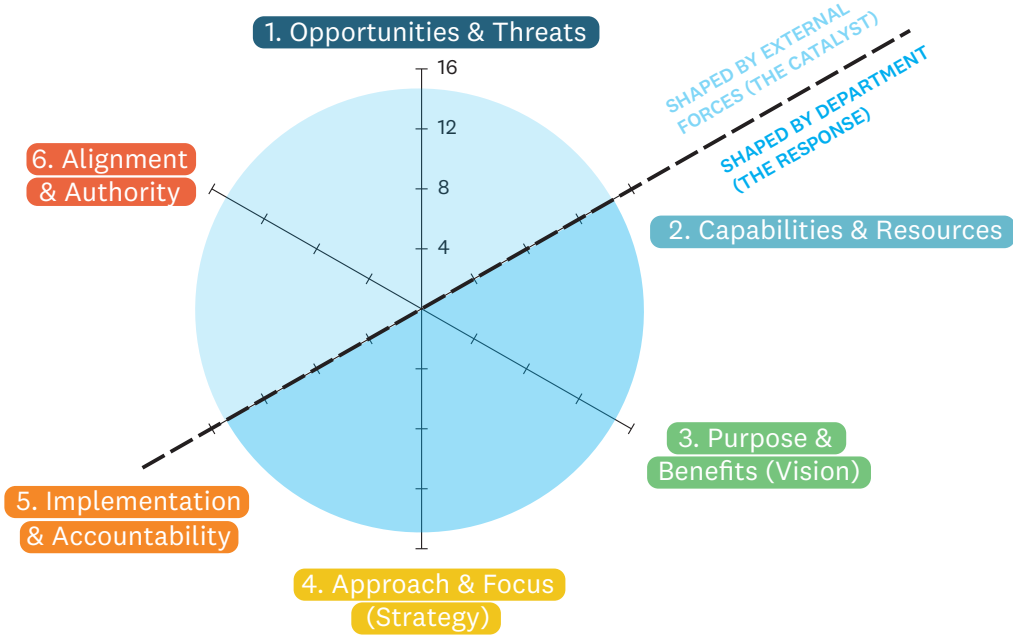 1. Opportunities & Threats
SHAPED BY EXTERNAL
FORCES (THE CATALYST)
SHAPED BY DEPARTMENT
(THE RESPONSE)
16
12
8
4
6. Alignment
& Authority
2. Capabilities & Resources
3. Purpose &
Benefits (Vision)
5. Implementation
& Accountability
4. Approach & Focus
(Strategy)